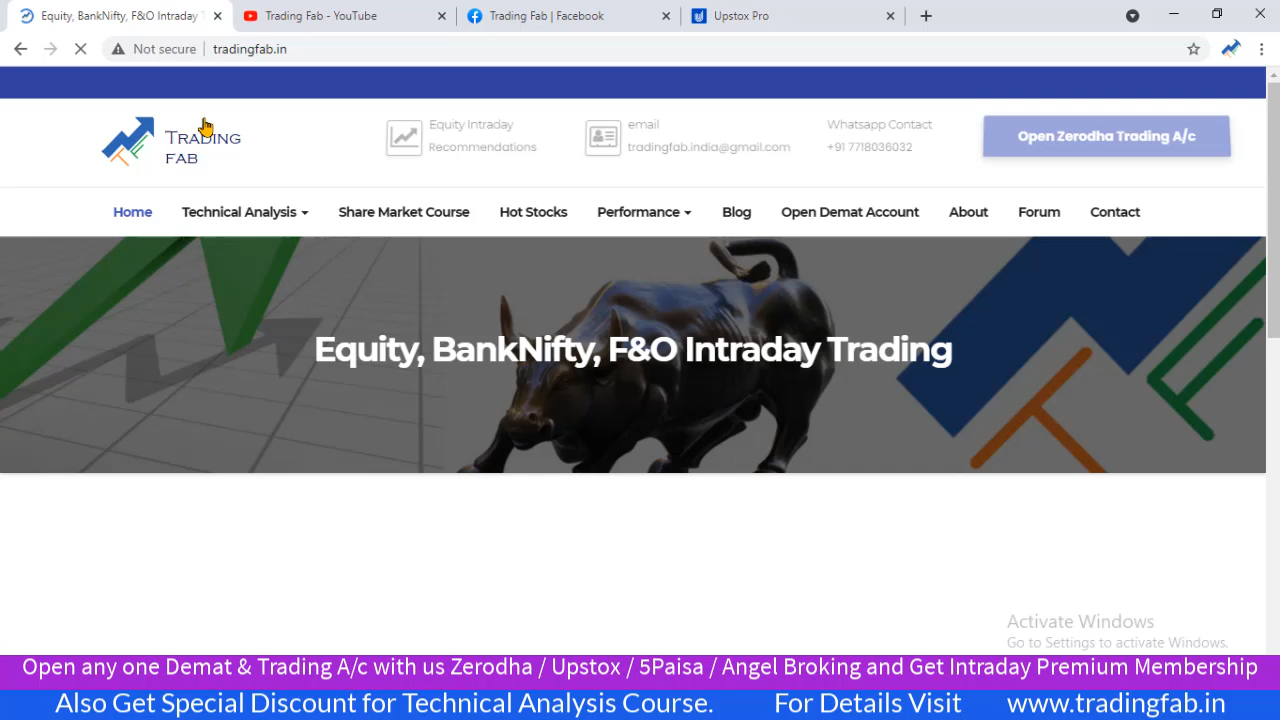 Equity, BankNifty, F&O Intraday T
Trading Fab - YouTube
Trading Fab | Facebook
Upstox Pro
Not secure
tradingfab.in
TRADING
FAB
Equity Intraday
Recommendations
email
tradingfab.india@gmail.com
Whatsapp Contact
+91 7718036032
Open Zerodha Trading A/c
Home
Technical Analysis
Share Market Course
Hot Stocks
Performance
Blog
Open Demat Account
About
Forum
Contact
Equity, BankNifty, F&O Intraday Trading
Activate Windows
Go to Settings to activate Windows.
Open any one Demat & Trading A/c with us Zerodha / Upstox / 5Paisa / Angel Broking and Get Intraday Premium Membership
Also Get Special Discount for Technical Analysis Course. For Details Visit www.tradingfab.in